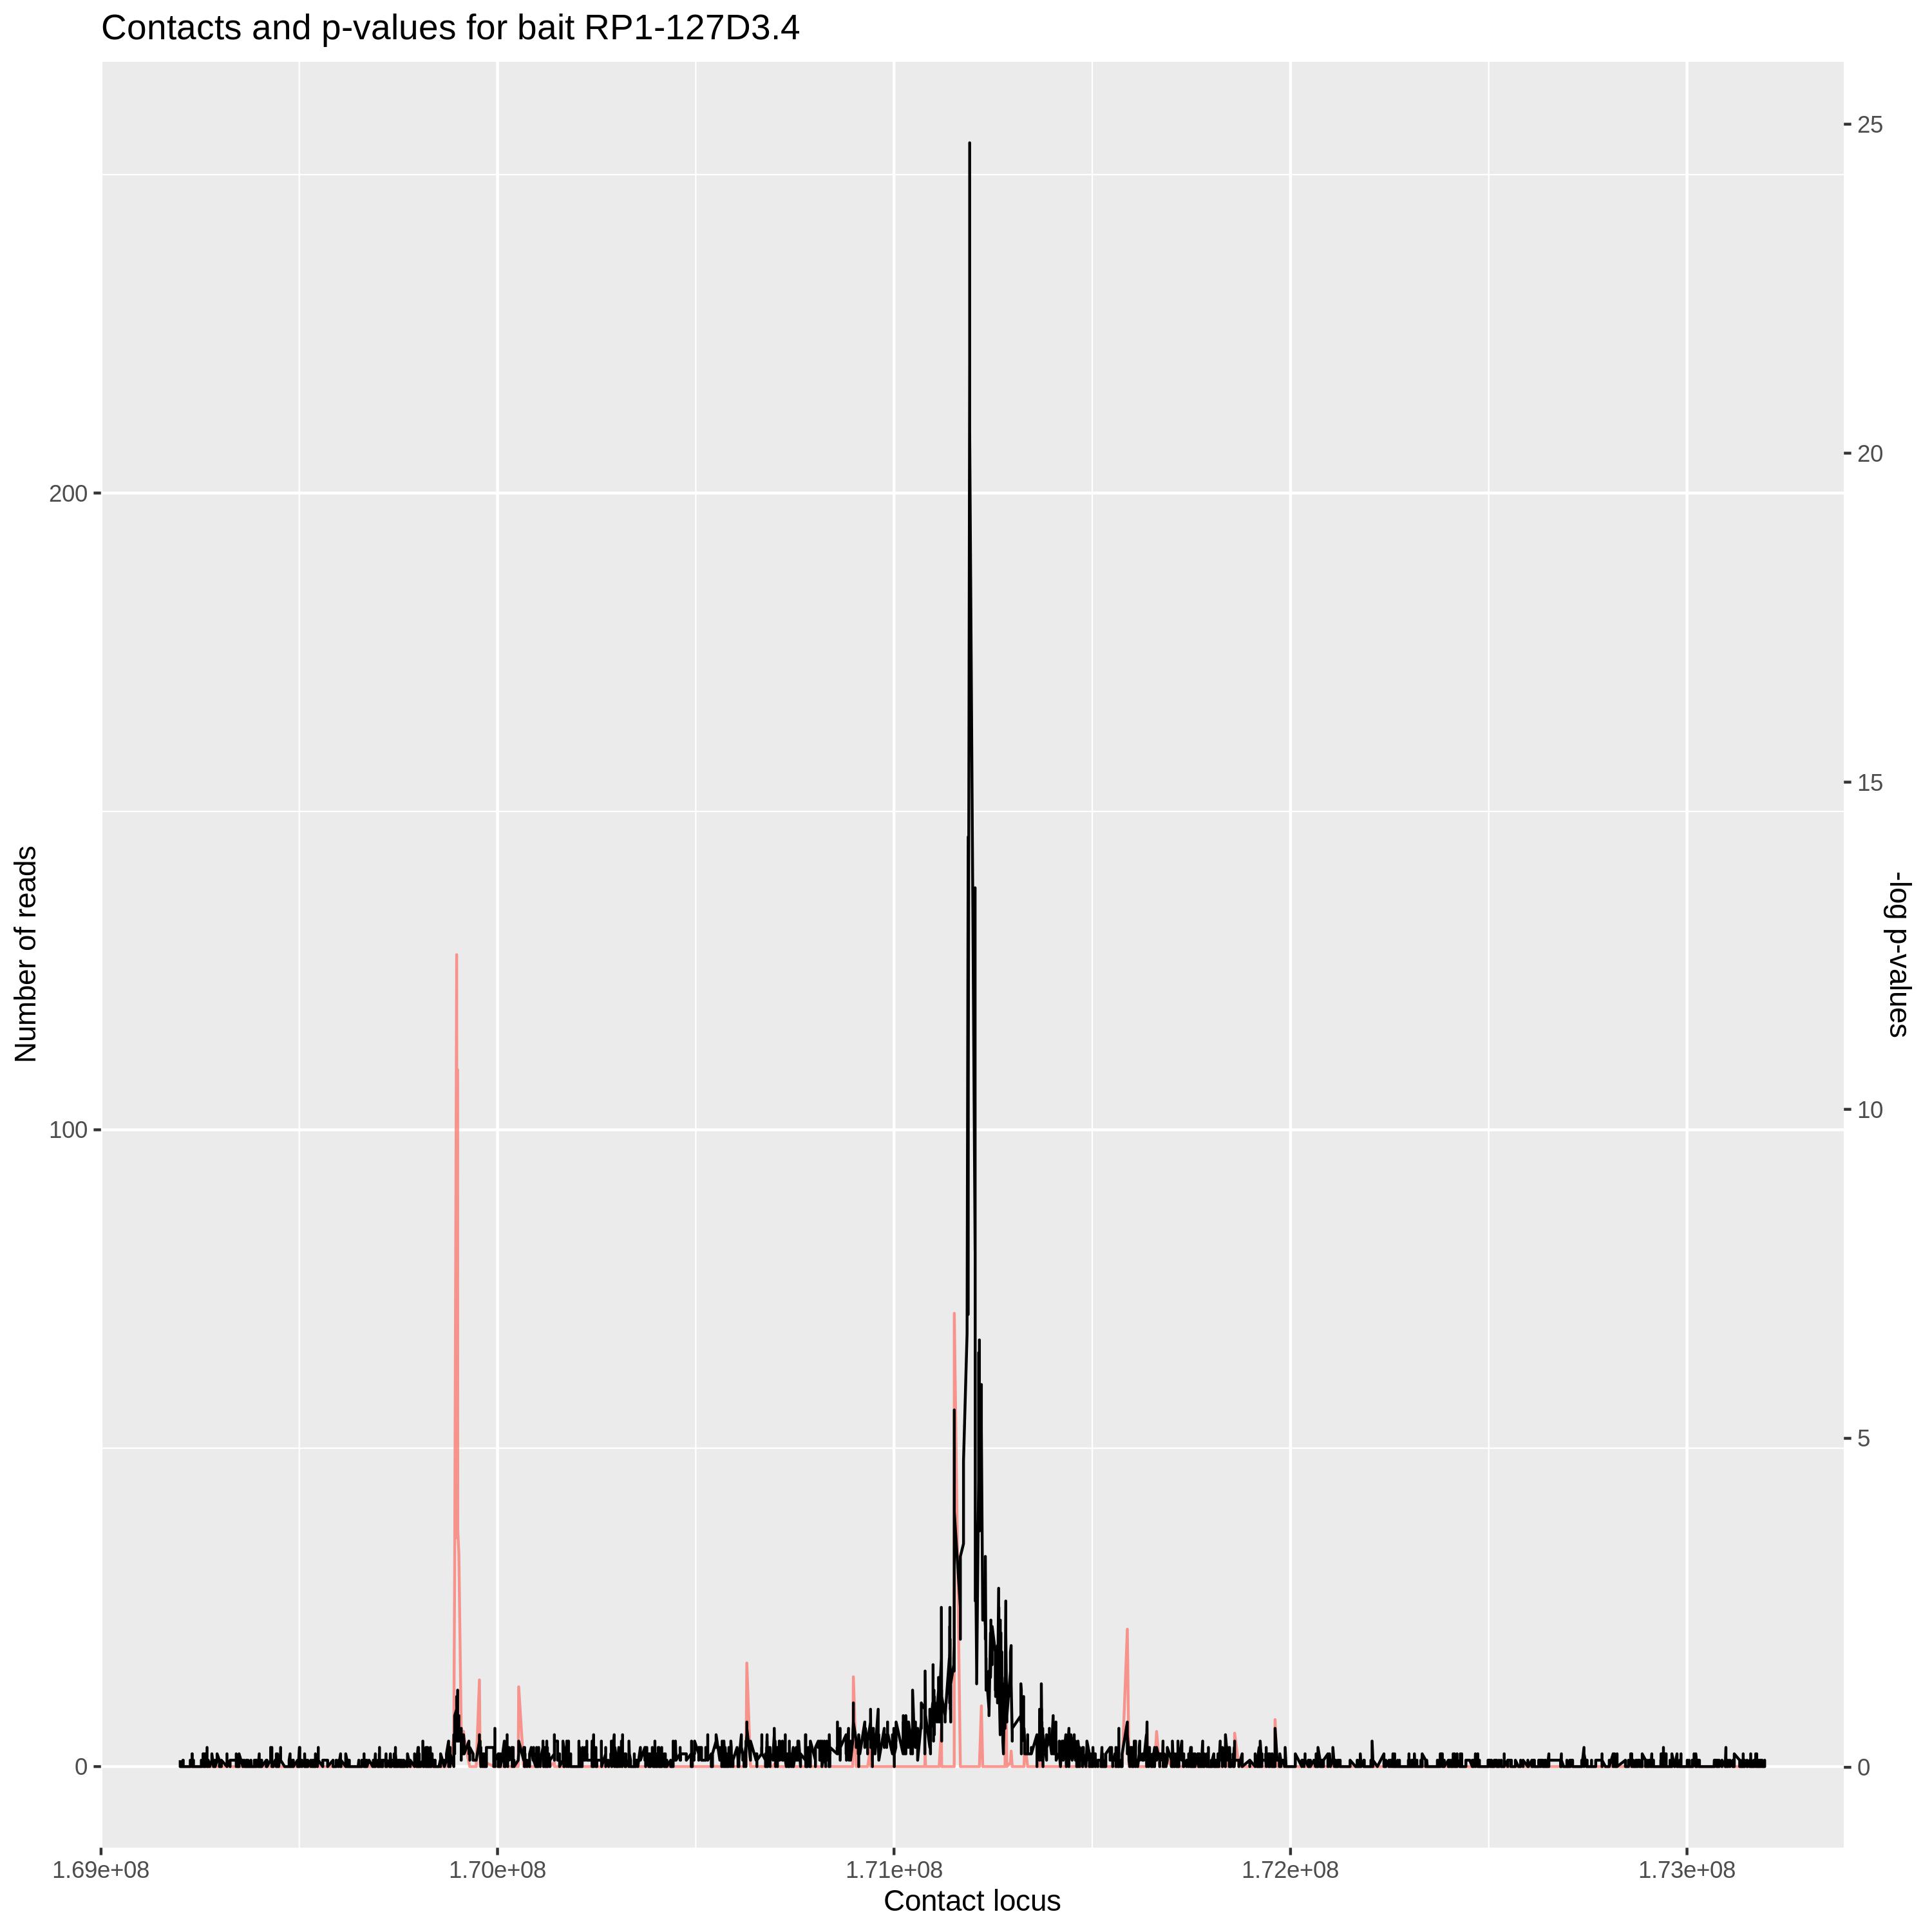 Contacts and p-values for bait RP1-127D3.4
Number of reads
200
100
0
25
20
15
10
5
0
-log p-values
1.69e+08
1.70e+08
1.71e+08
1.72e+08
1.73e+08
Contact locus